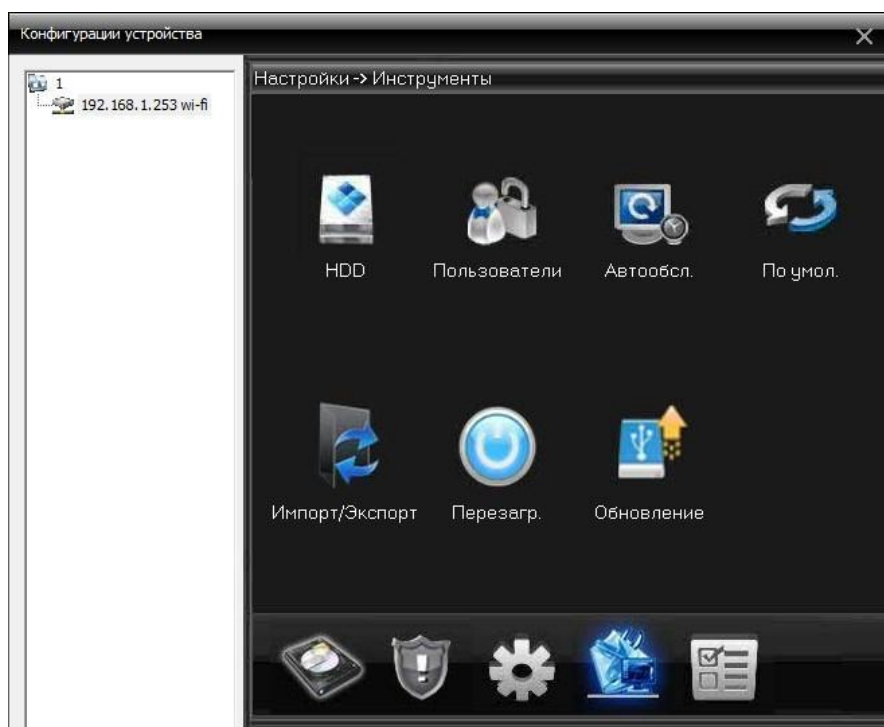 Конфигурации устройства
1
192.168.1.253 wi-fi
Настройки -> Инструменты
HDD
Пользователи
Автообсл.
По умол.
Импорт/Экспорт
Перезагр.
Обновление